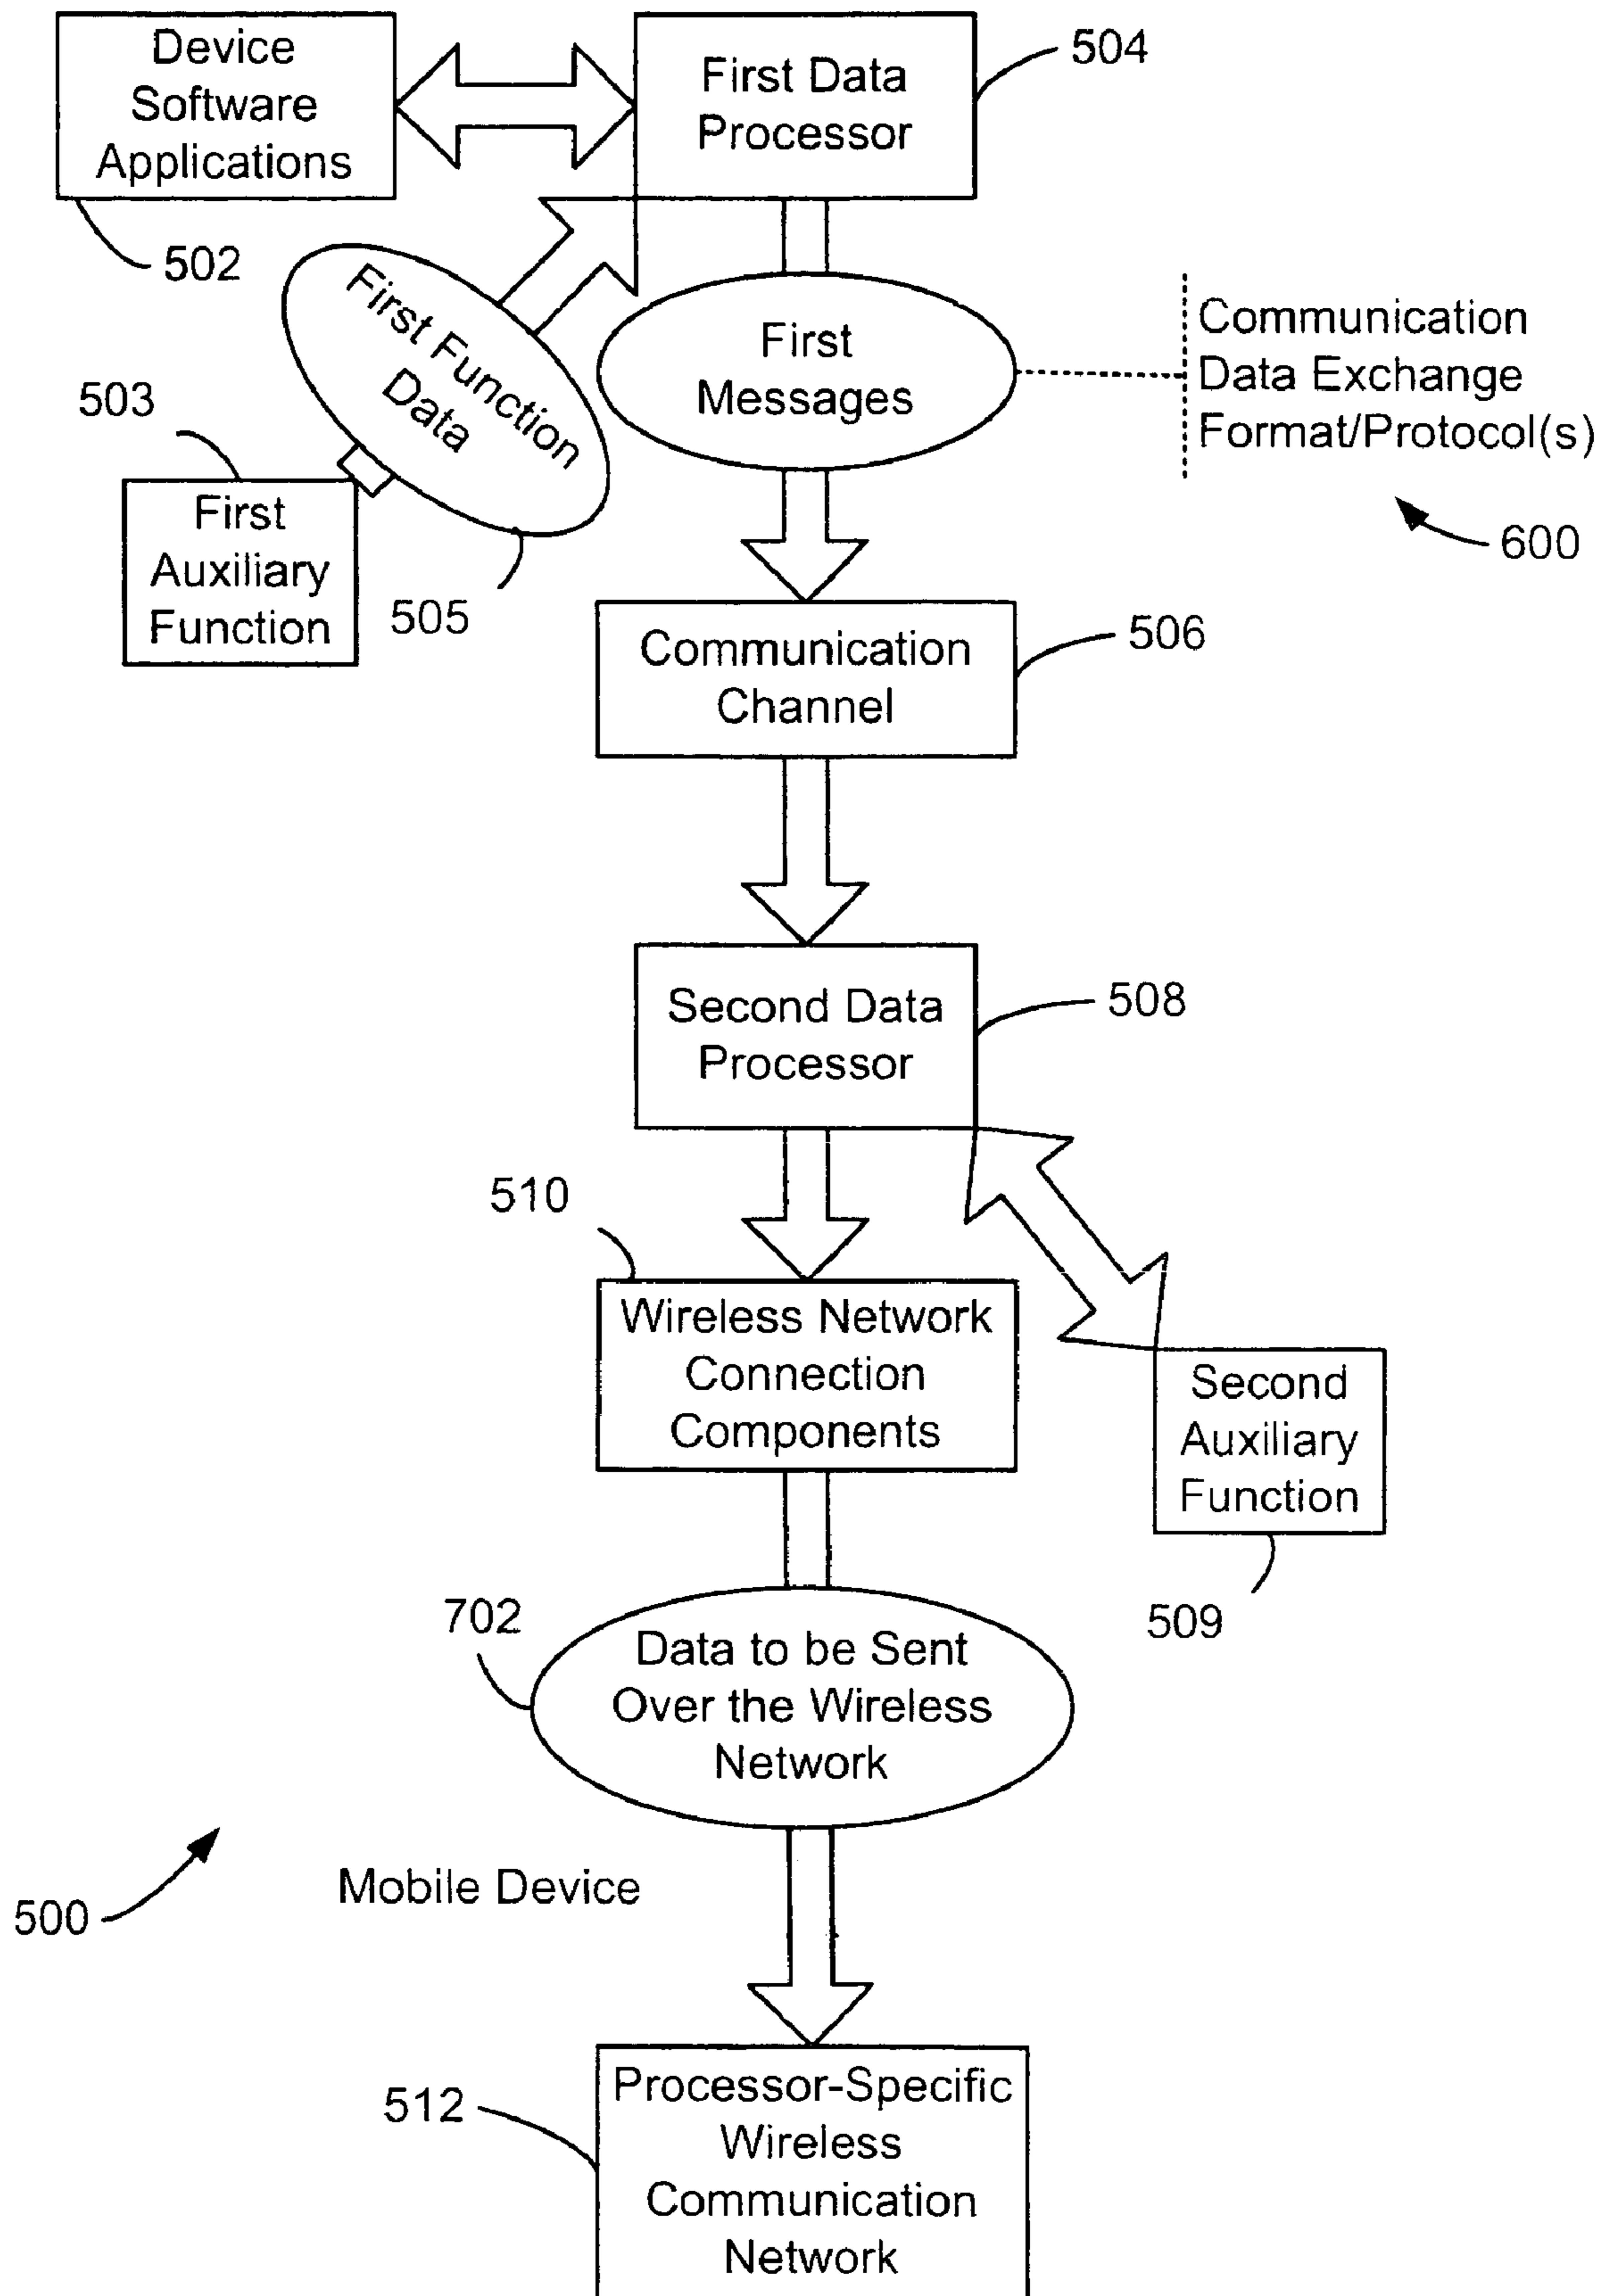 Device
Software
Applications
502
First Data
Processor
504
First Function
Data
505
503
First
Auxiliary
Function
First
Messages
Communication
Data Exchange
Format/Protocol(s)
600
Communication
Channel
506
Second Data
Processor
508
510
Wireless Network
Connection
Components
Second
Auxiliary
Function
509
702
Data to be Sent
Over the Wireless
Network
500
Mobile Device
512
Processor-Specific
Wireless
Communication
Network